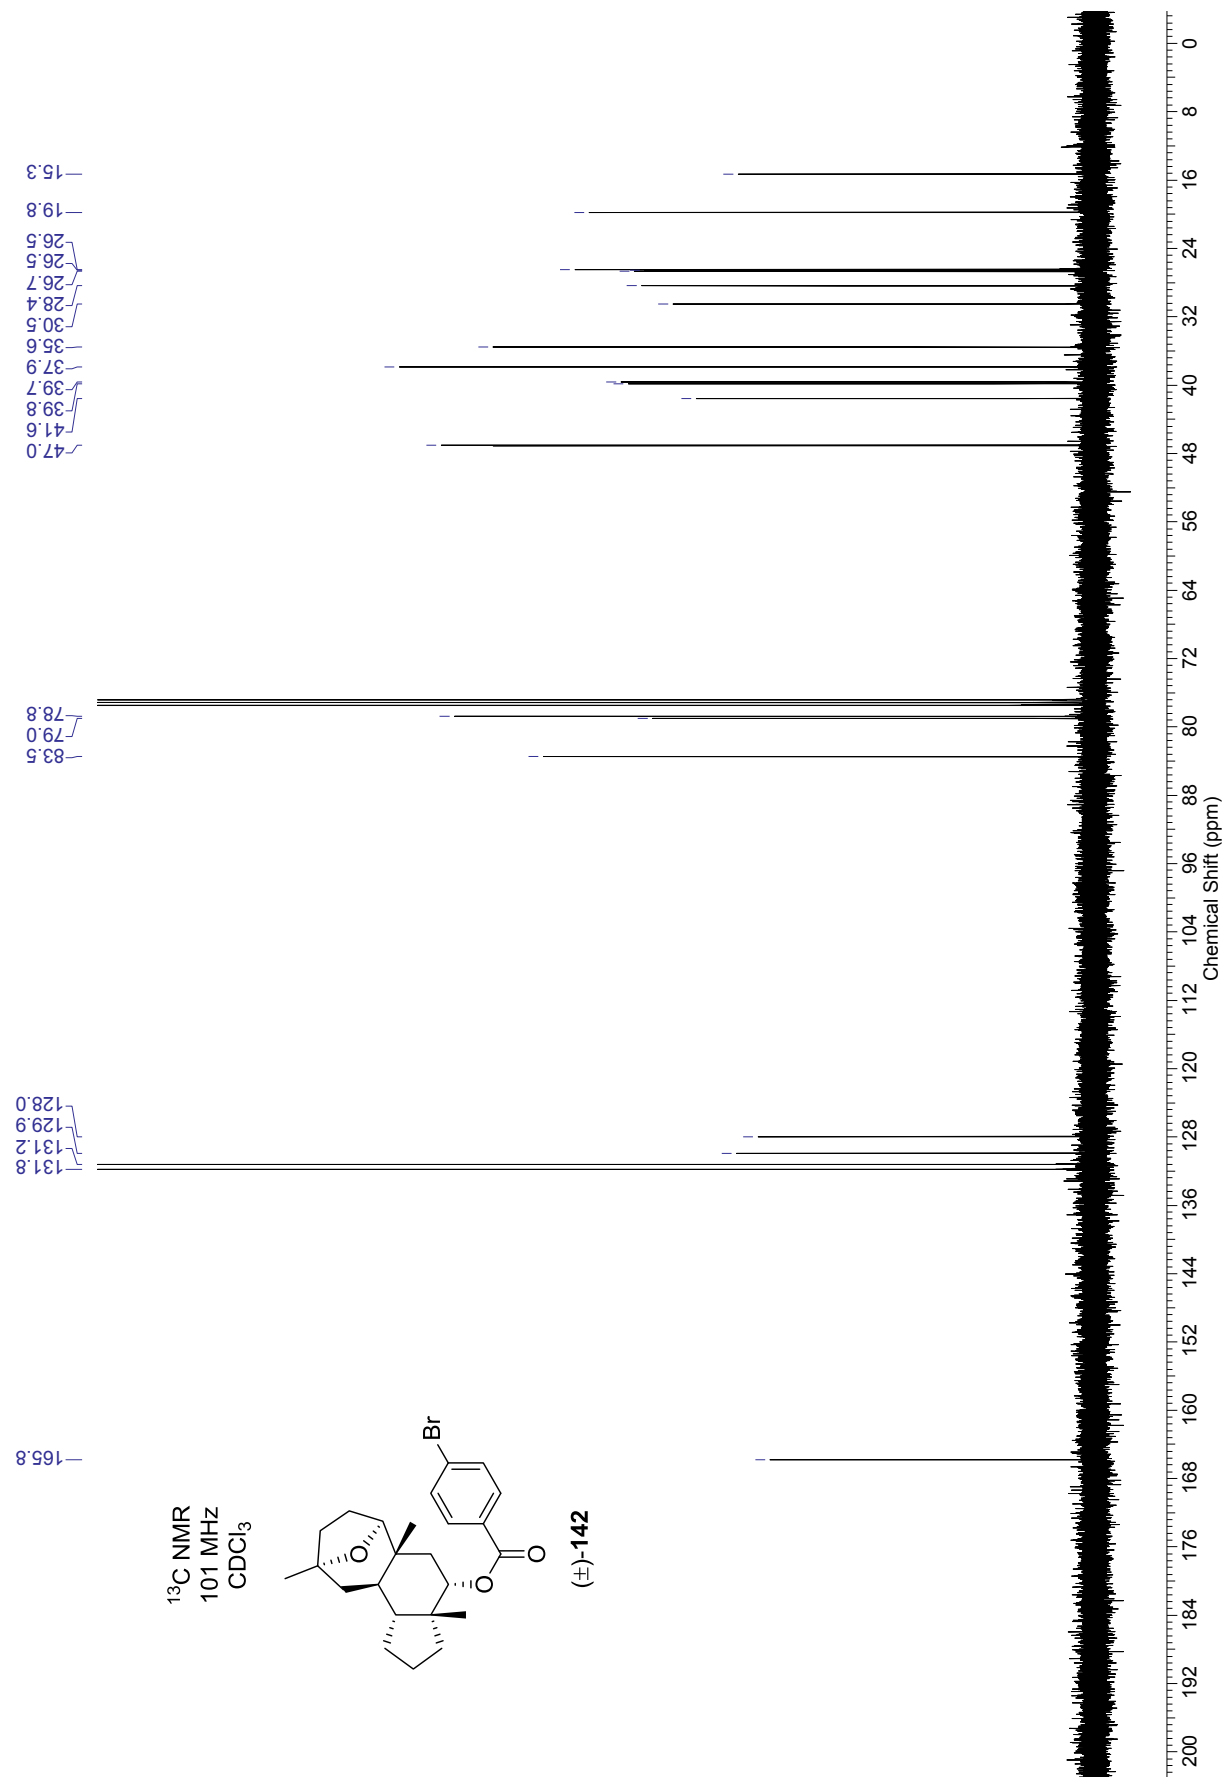 ¹³C NMR
101 MHz
CDCl₃
Br
O
O
O
(±)-142
165.8
131.8
131.2
129.9
128.0
83.5
79.0
78.8
47.0
41.6
39.8
39.7
37.9
35.6
30.5
28.4
26.7
26.5
26.5
19.8
15.3
200 192 184 176 168 160 152 144 136 128 120 112 104 96 88 80 72 64 56 48 40 32 24 16 8 0
Chemical Shift (ppm)